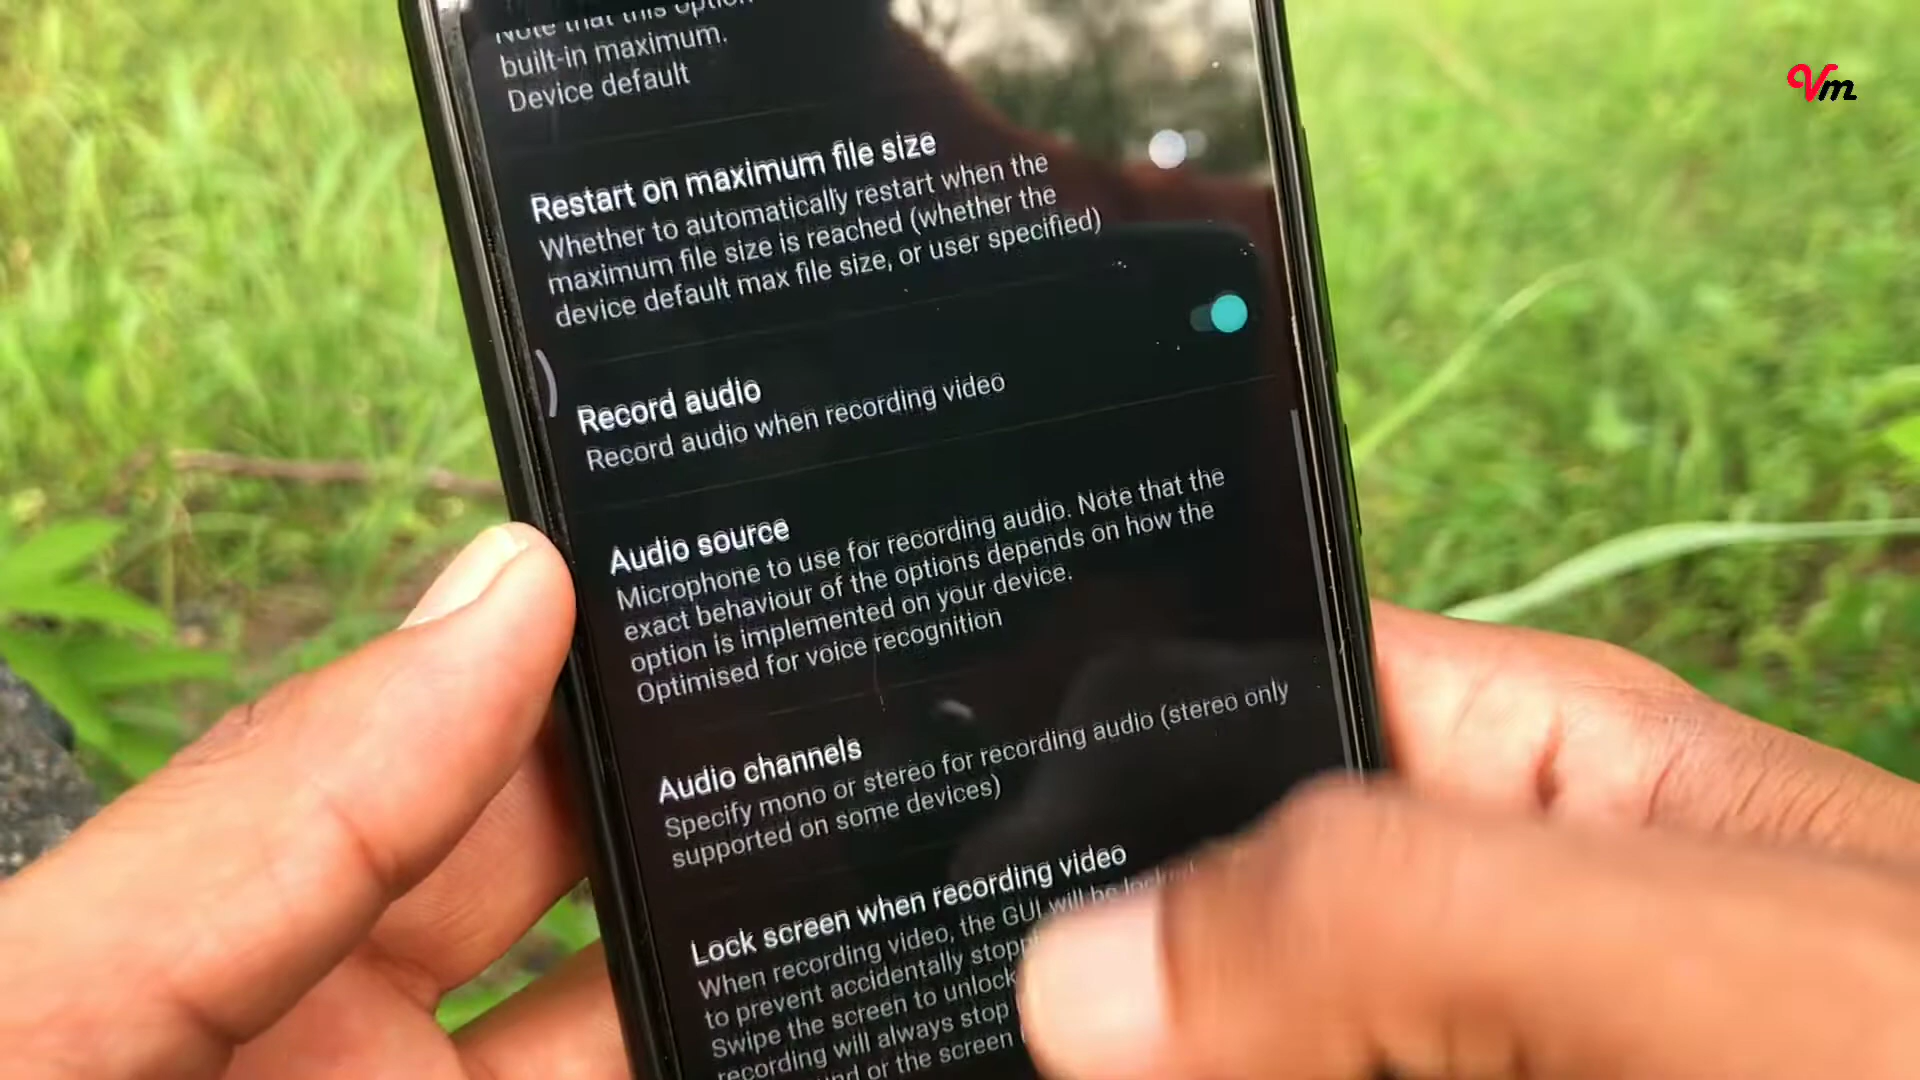 Note that this option
built-in maximum.
Device default
Restart on maximum file size
Whether to automatically restart when the
maximum file size is reached (whether the
device default max file size, or user specified)
Record audio
Record audio when recording video
Audio source
Microphone to use for recording audio. Note that the
exact behaviour of the options depends on how the
option is implemented on your device.
Optimised for voice recognition
Audio channels
Specify mono or stereo for recording audio (stereo only
supported on some devices)
Lock screen when recording video
When recording video, the GUI will be
to prevent accidentally
Swipe the screen to unlock
recording will always stop
or the screen
Vm